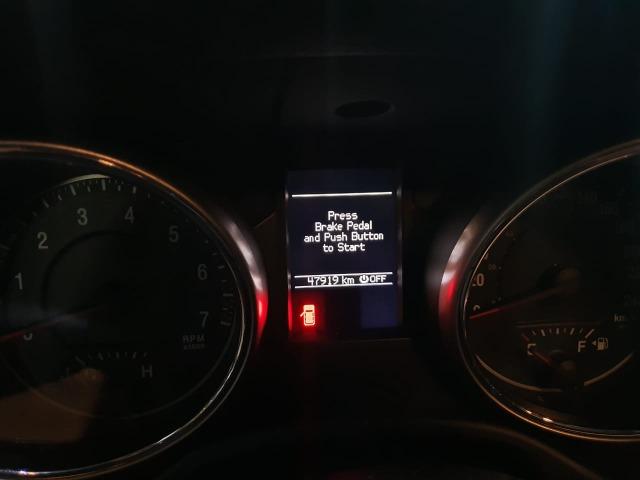 Press
Brake Pedal
and Push Button
to Start
47919 km OFF
1
2
3
4
5
6
7
RPM
H
F